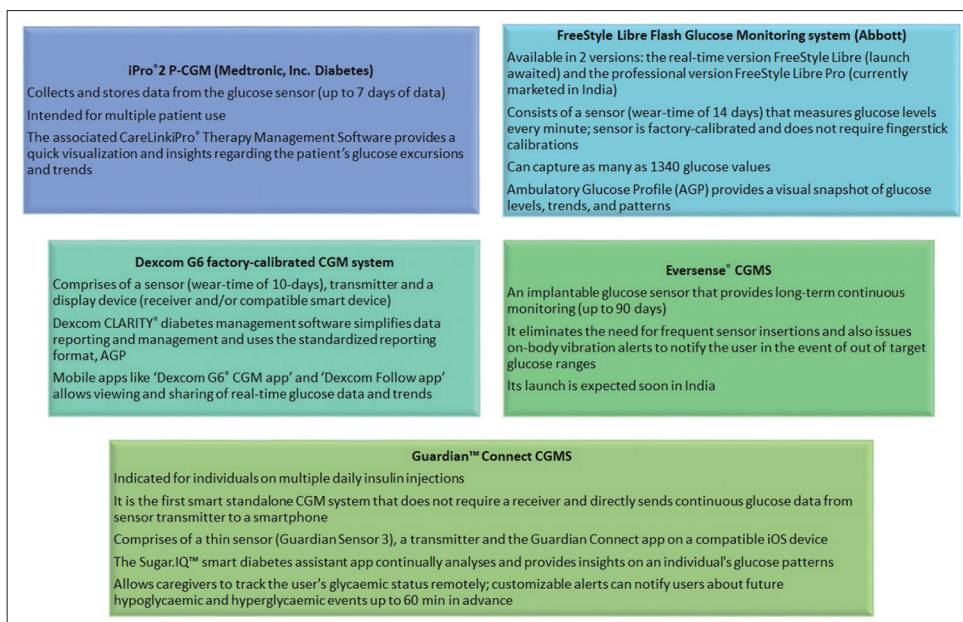 iPro®2 P-CGM (Medtronic, Inc. Diabetes)
Collects and stores data from the glucose sensor (up to 7 days of data)
Intended for multiple patient use
The associated CareLinkiPro® Therapy Management Software provides a
quick visualization and insights regarding the patient's glucose excursions
and trends
FreeStyle Libre Flash Glucose Monitoring system (Abbott)
Available in 2 versions: the real-time version FreeStyle Libre (launch
awaited) and the professional version FreeStyle Libre Pro (currently
marketed in India)
Consists of a sensor (wear-time of 14 days) that measures glucose levels
every minute; sensor is factory-calibrated and does not require fingerstick
calibrations
Can capture as many as 1340 glucose values
Ambulatory Glucose Profile (AGP) provides a visual snapshot of glucose
levels, trends, and patterns
Dexcom G6 factory-calibrated CGM system
Comprises of a sensor (wear-time of 10-days), transmitter and a
display device (receiver and/or compatible smart device)
Dexcom CLARITY® diabetes management software simplifies data
reporting and management and uses the standardized reporting
format, AGP
Mobile apps like 'Dexcom G6® CGM app' and 'Dexcom Follow app'
allows viewing and sharing of real-time glucose data and trends
Eversense® CGMS
An implantable glucose sensor that provides long-term continuous
monitoring (up to 90 days)
It eliminates the need for frequent sensor insertions and also issues
on-body vibration alerts to notify the user in the event of out of target
glucose ranges
Its launch is expected soon in India
Guardian™ Connect CGMS
Indicated for individuals on multiple daily insulin injections
It is the first smart standalone CGM system that does not require a receiver and directly sends continuous glucose data from
sensor transmitter to a smartphone
Comprises of a thin sensor (Guardian Sensor 3), a transmitter and the Guardian Connect app on a compatible iOS device
The Sugar.IQ™ smart diabetes assistant app continually analyses and provides insights on an individual's glucose patterns
Allows caregivers to track the user's glycaemic status remotely; customizable alerts can notify users about future
hypoglycaemic and hyperglycaemic events up to 60 min in advance